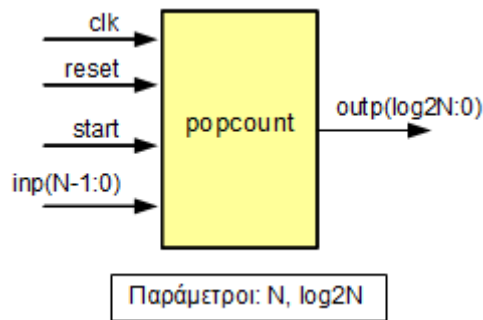 clk
reset
start
inp(N-1:0)
popcount
outp(log2N:0)
Παράμετροι: N, log2N